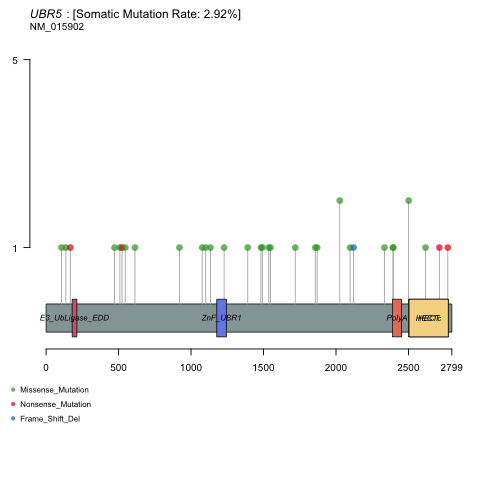 UBR5 : [Somatic Mutation Rate: 2.92%]
NM_015902
5
1
E3_UbLigase_EDD
ZnF_UBR1
PolyA
HECTc
0
500
1000
1500
2000
2500
2799
Missense_Mutation
Nonsense_Mutation
Frame_Shift_Del